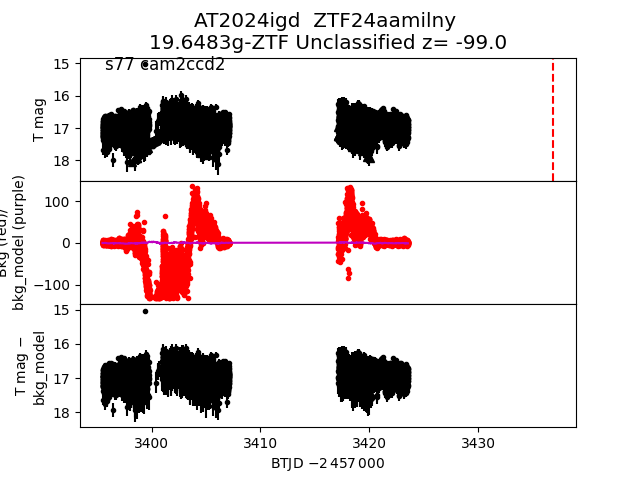 AT2024igd  ZTF24aamilny
19.6483g-ZTF Unclassified z= -99.0
s77 cam2ccd2
15
16
17
18
T mag
100
0
−100
Bkg (red)/
bkg_model (purple)
15
16
17
18
T mag −
bkg_model
3400
3410
3420
3430
BTJD −2 457 000